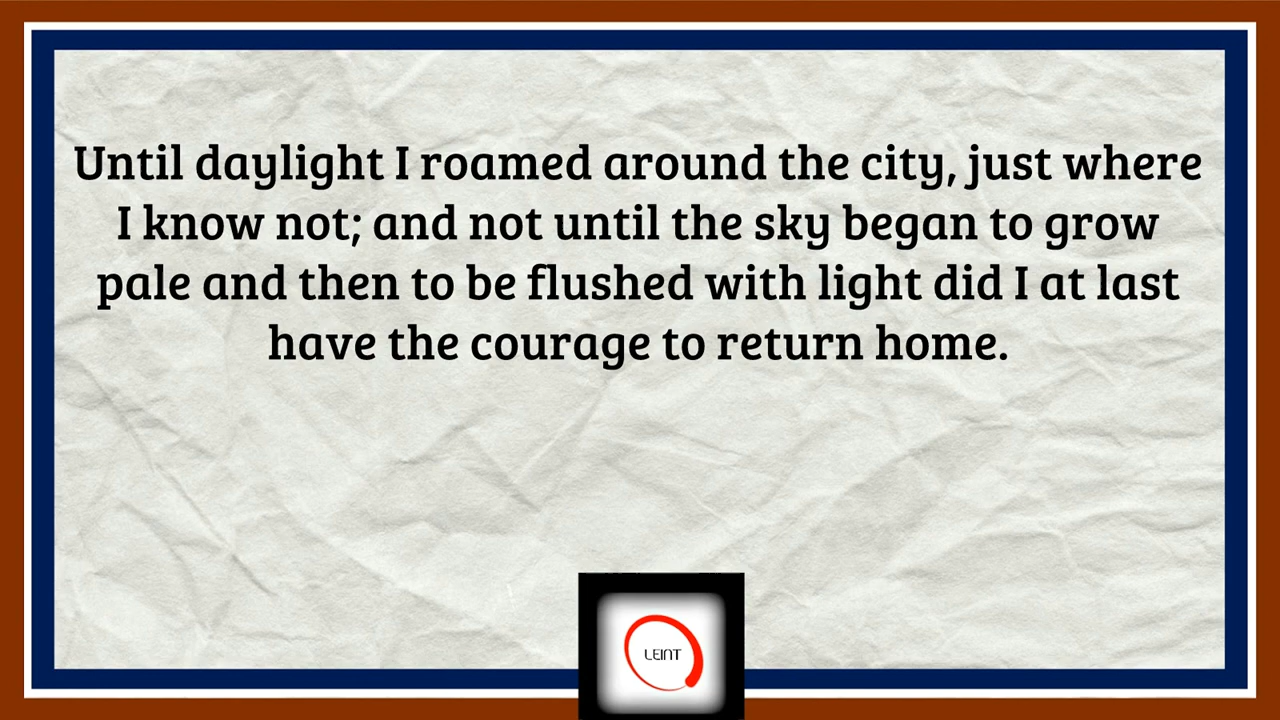 Until daylight I roamed around the city, just where
I know not; and not until the sky began to grow
pale and then to be flushed with light did I at last
have the courage to return home.
LEINT